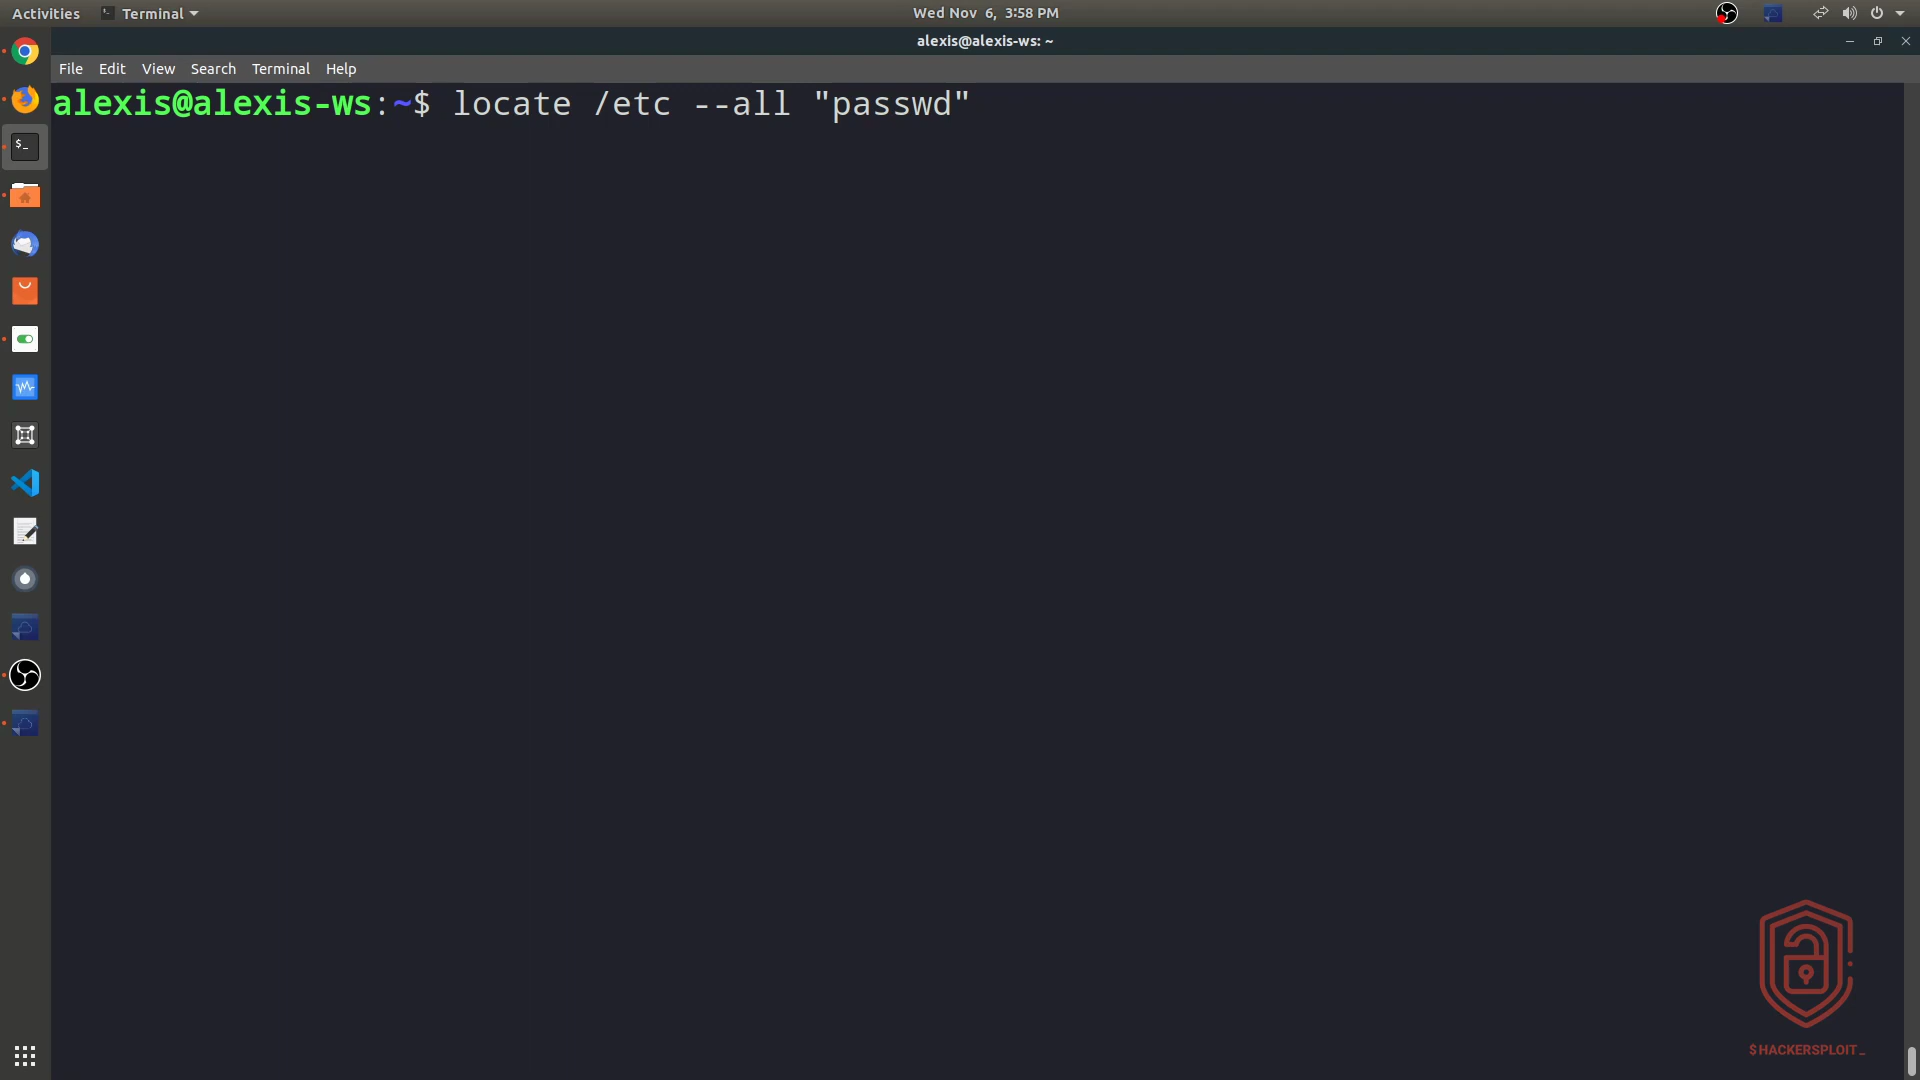 Activities Terminal Wed Nov 6, 3:58 PM
alexis@alexis-ws: ~
File Edit View Search Terminal Help
alexis@alexis-ws:~$ locate /etc --all "passwd"
$HACKERSPLOIT_